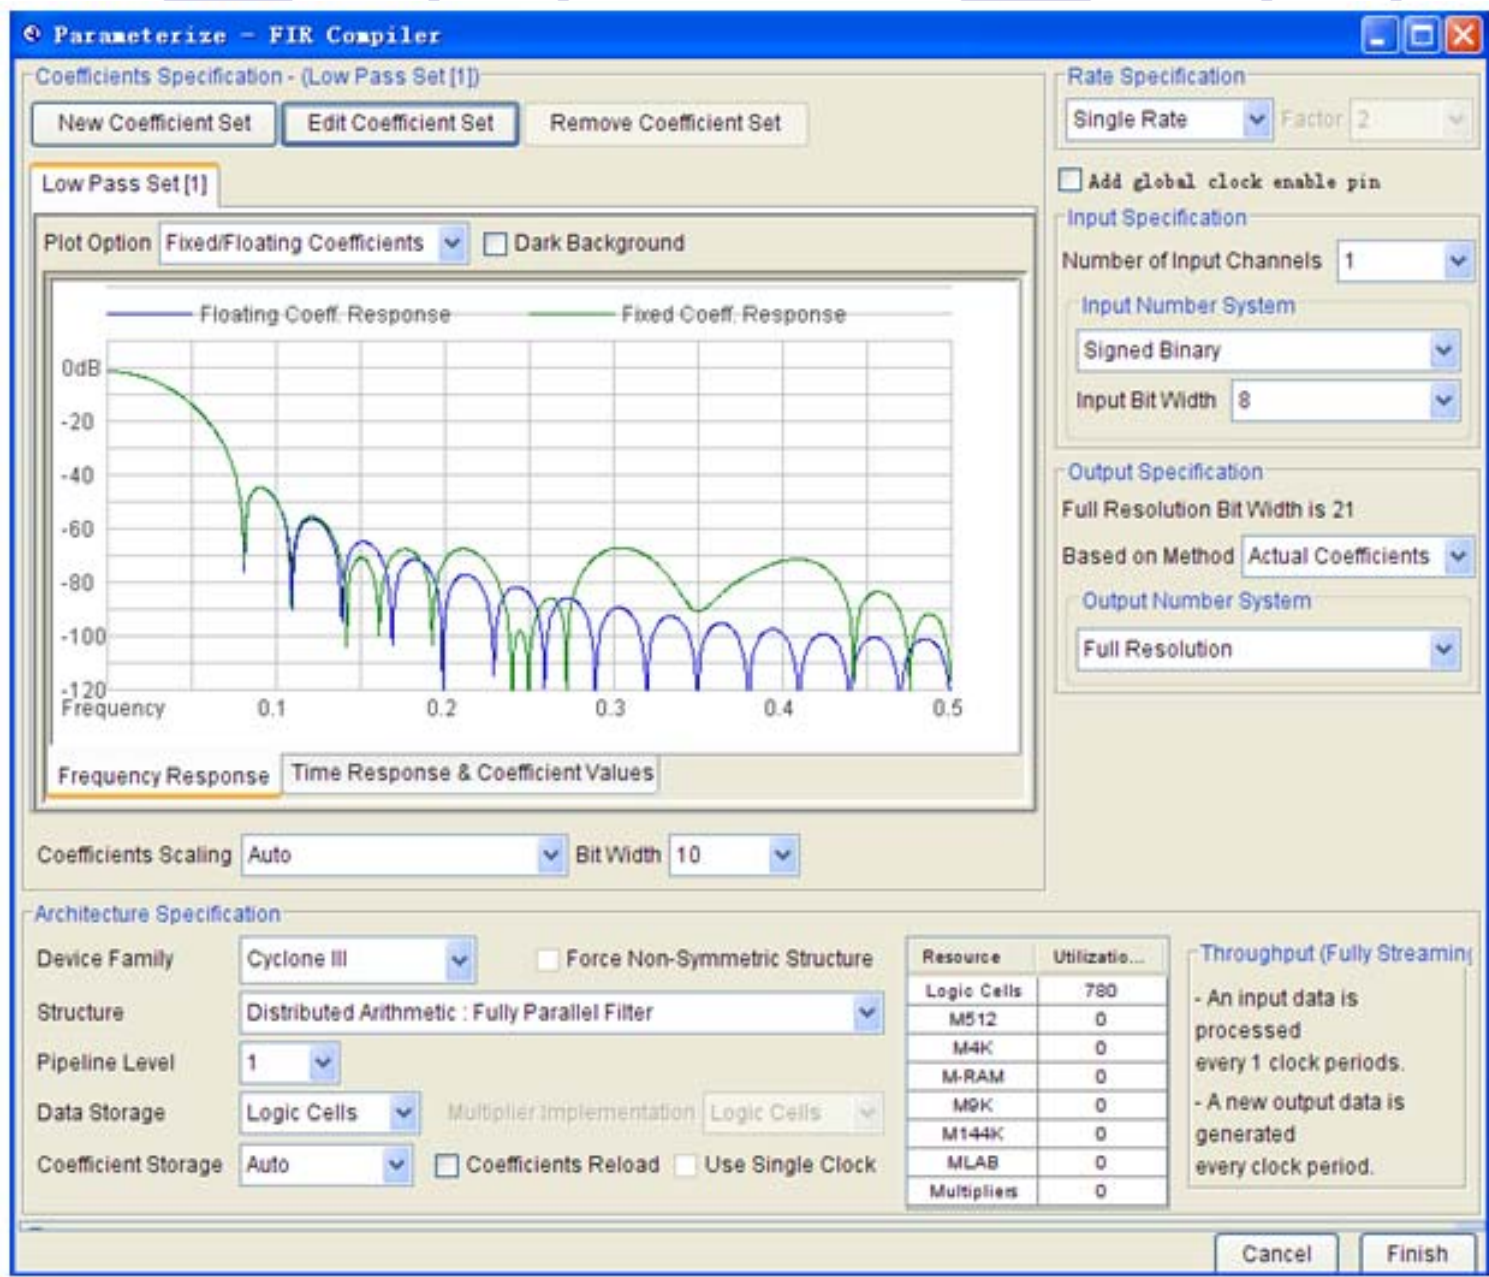 Parameterize - FIR Compiler
Coefficients Specification - (Low Pass Set [1])
New Coefficient Set
Edit Coefficient Set
Remove Coefficient Set
Low Pass Set [1]
Plot Option
Fixed/Floating Coefficients
Dark Background
Floating Coeff. Response
Fixed Coeff. Response
0dB
-20
-40
-60
-80
-100
-120
Frequency
0.1
0.2
0.3
0.4
0.5
Frequency Response
Time Response & Coefficient Values
Coefficients Scaling
Auto
Bit Width
10
Rate Specification
Single Rate
Factor
2
Add global clock enable pin
Input Specification
Number of Input Channels
1
Input Number System
Signed Binary
Input Bit Width
8
Output Specification
Full Resolution Bit Width is 21
Based on Method
Actual Coefficients
Output Number System
Full Resolution
Architecture Specification
Device Family
Cyclone III
Force Non-Symmetric Structure
Structure
Distributed Arithmetic : Fully Parallel Filter
Pipeline Level
1
Data Storage
Logic Cells
Multiplier Implementation
Logic Cells
Coefficient Storage
Auto
Coefficients Reload
Use Single Clock
Resource Utilizatio...
Logic Cells 780
M512 0
M4K 0
M-RAM 0
M9K 0
M144K 0
MLAB 0
Multipliers 0
Throughput (Fully Streaming
- An input data is
processed
every 1 clock periods.
- A new output data is
generated
every clock period.
Cancel
Finish